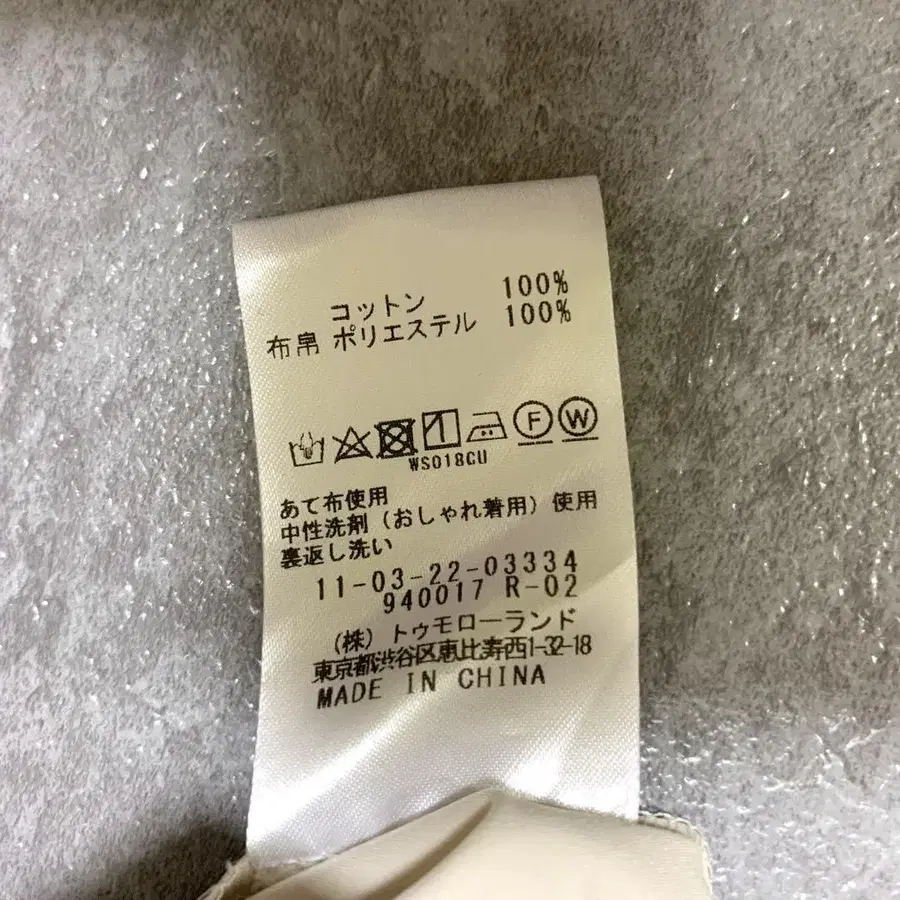 コットン 100%
布帛 ポリエステル 100%
F W
WS018CU
あて布使用
中性洗剤（おしゃれ着用）使用
裏返し洗い
11-03-22-03334
940017 R-02
（株）トゥモローランド
東京都渋谷区恵比寿西1-32-18
MADE IN CHINA